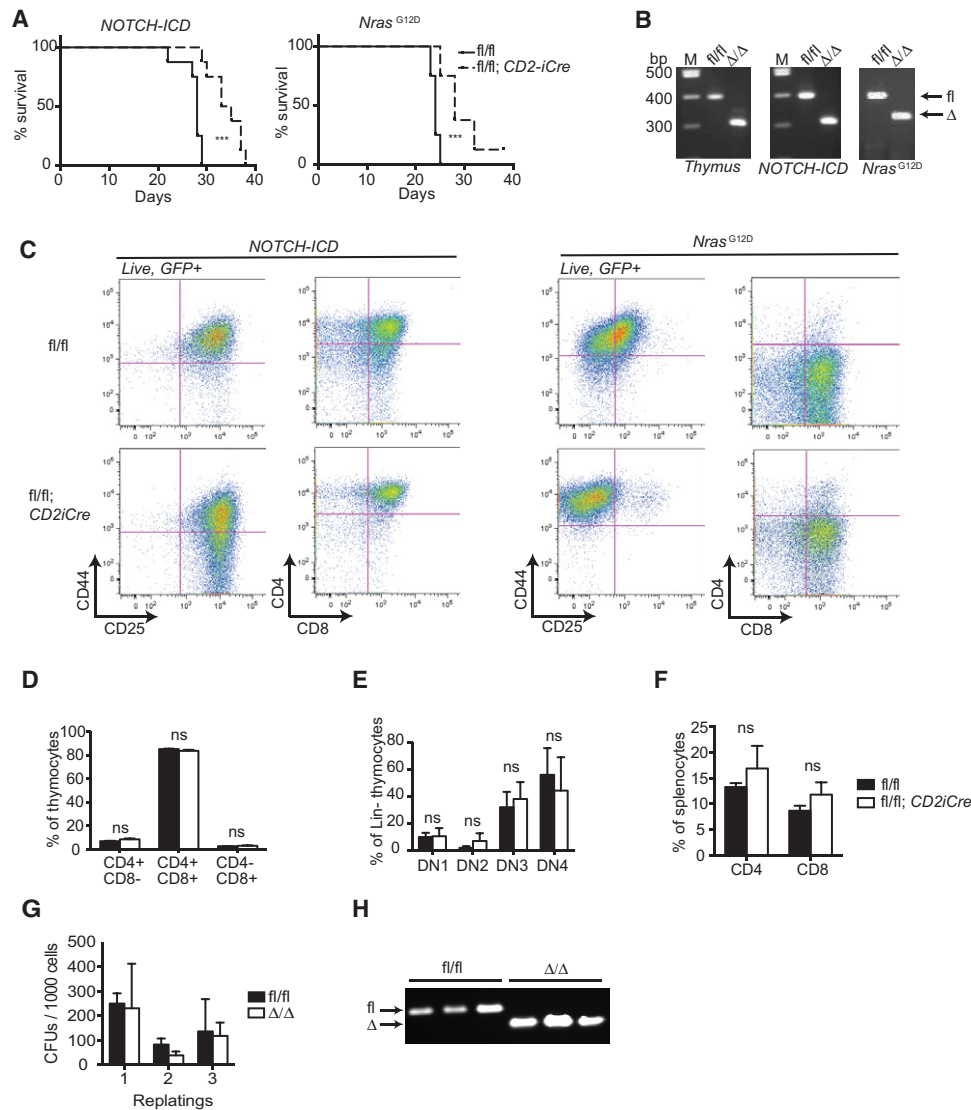 A
NOTCH-ICD
% survival
100
50
0
0 10 20 30 40
Days
***
Nras G12D
% survival
100
50
0
0 10 20 30 40
Days
***
fl/fl
fl/fl; CD2-iCre
B
bp M fl/fl Δ/Δ
500
400
300
Thymus
M fl/fl Δ/Δ
NOTCH-ICD
fl/fl Δ/Δ
fl
Δ
Nras G12D
C
NOTCH-ICD
Nras G12D
Live, GFP+
Live, GFP+
fl/fl
fl/fl;
CD2iCre
CD44
CD25
CD4
CD8
CD44
CD25
CD4
CD8
D
% of thymocytes
100
80
60
40
20
0
ns
ns
ns
CD4+ CD4+ CD4-
CD8- CD8+ CD8+
E
% of Lin- thymocytes
80
60
40
20
0
ns
ns
ns
ns
DN1 DN2 DN3 DN4
F
% of splenocytes
25
20
15
10
5
0
ns
ns
CD4 CD8
fl/fl
fl/fl; CD2iCre
G
CFUs / 1000 cells
500
400
300
200
100
0
1 2 3
Replatings
fl/fl
Δ/Δ
H
fl/fl Δ/Δ
fl
Δ